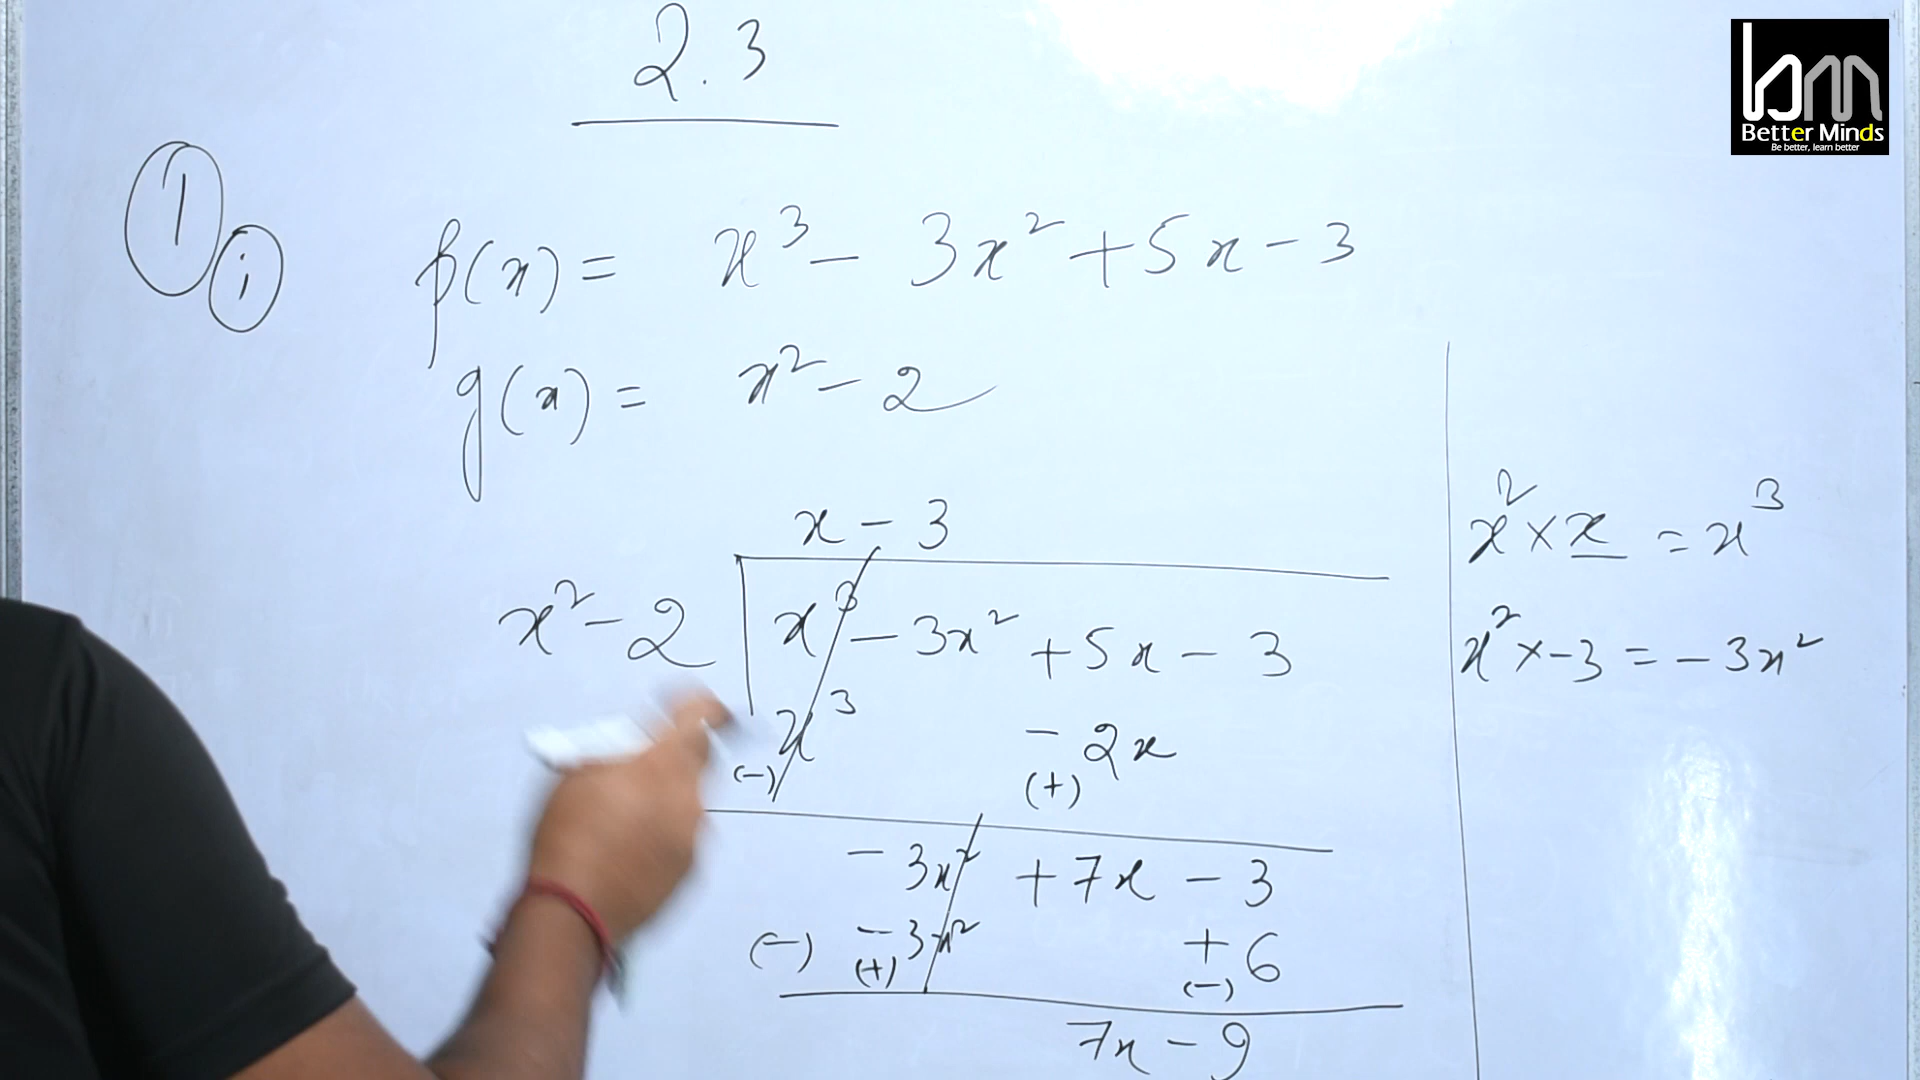 2.3
1 i p(x) = x³ - 3x² + 5x - 3
g(x) = x² - 2
x - 3
x² - 2 x³ - 3x² + 5x - 3
x³ - 2x
(-) (+)
- 3x² + 7x - 3
(-) - 3x² + 6
(+) (-)
7x - 9
x² × x = x³
x² × -3 = - 3x²
bm
Better Minds
Be better, learn better